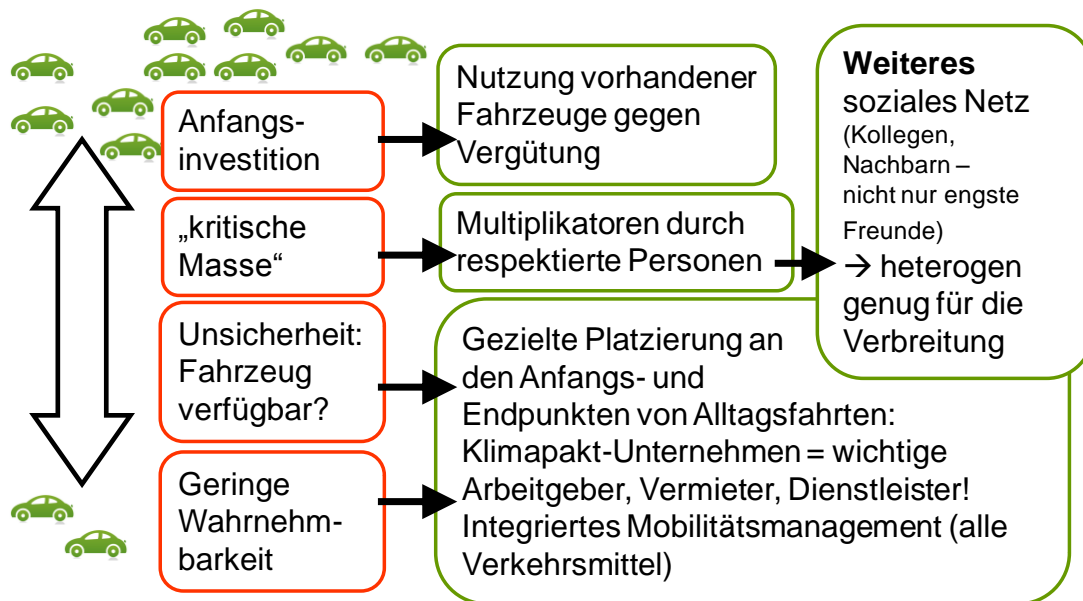 Anfangs-
investition
Nutzung vorhandener
Fahrzeuge gegen
Vergütung
„kritische
Masse“
Multiplikatoren durch
respektierte Personen
Weiteres
soziales Netz
(Kollegen,
Nachbarn –
nicht nur engste
Freunde)
→ heterogen
genug für die
Verbreitung
Unsicherheit:
Fahrzeug
verfügbar?
Geringe
Wahrnehm-
barkeit
Gezielte Platzierung an
den Anfangs- und
Endpunkten von Alltagsfahrten:
Klimapakt-Unternehmen = wichtige
Arbeitgeber, Vermieter, Dienstleister!
Integriertes Mobilitätsmanagement (alle
Verkehrsmittel)